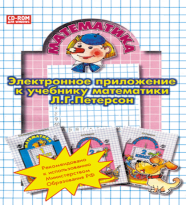 CD-ROM
МАТЕМАТИКА
Электронное приложение
к учебнику математики
Л.Г.Петерсон
Рекомендовано
к использованию
Министерством
Образования РФ